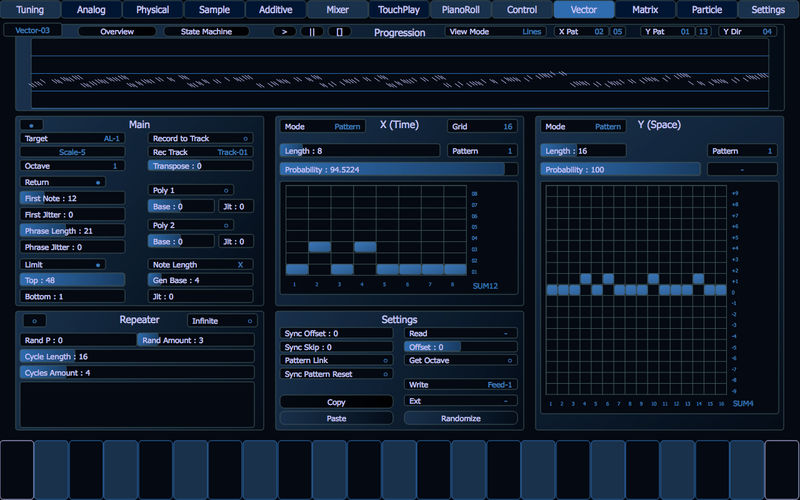 Tuning Analog Physical Sample Additive Mixer TouchPlay PianoRoll Control Vector Matrix Particle Settings
Vector-03 Overview State Machine > || [] Progression View Mode Lines X Pat 02 05 Y Pat 01 13 Y Dir 04
Main
Target AL-1 Record to Track
Scale-5 Rec Track Track-01
Octave 1 Transpose : 0
Return
First Note : 12 Poly 1
First Jitter : 0 Base : 0 Jit : 0
Phrase Length : 21 Poly 2
Phrase Jitter : 0 Base : 0 Jit : 0
Limit Note Length X
Top : 48 Gen Base : 4
Bottom : 1 Jit : 0
X (Time)
Mode Pattern Grid 16
Length : 8 Pattern 1
Probability : 94.5224
08
07
06
05
04
03
02
01
1 2 3 4 5 6 7 8 SUM12
Y (Space)
Mode Pattern
Length : 16 Pattern 1
Probability : 100 -
+9
+8
+7
+6
+5
+4
+3
+2
+1
0
-1
-2
-3
-4
-5
-6
-7
-8
-9
1 2 3 4 5 6 7 8 9 10 11 12 13 14 15 16 SUM4
Repeater Infinite
Rand P : 0 Rand Amount : 3
Cycle Length : 16
Cycles Amount : 4
Settings
Sync Offset : 0 Read -
Sync Skip : 0 Offset : 0
Pattern Link Get Octave
Sync Pattern Reset
Write Feed-1
Copy Ext -
Paste Randomize